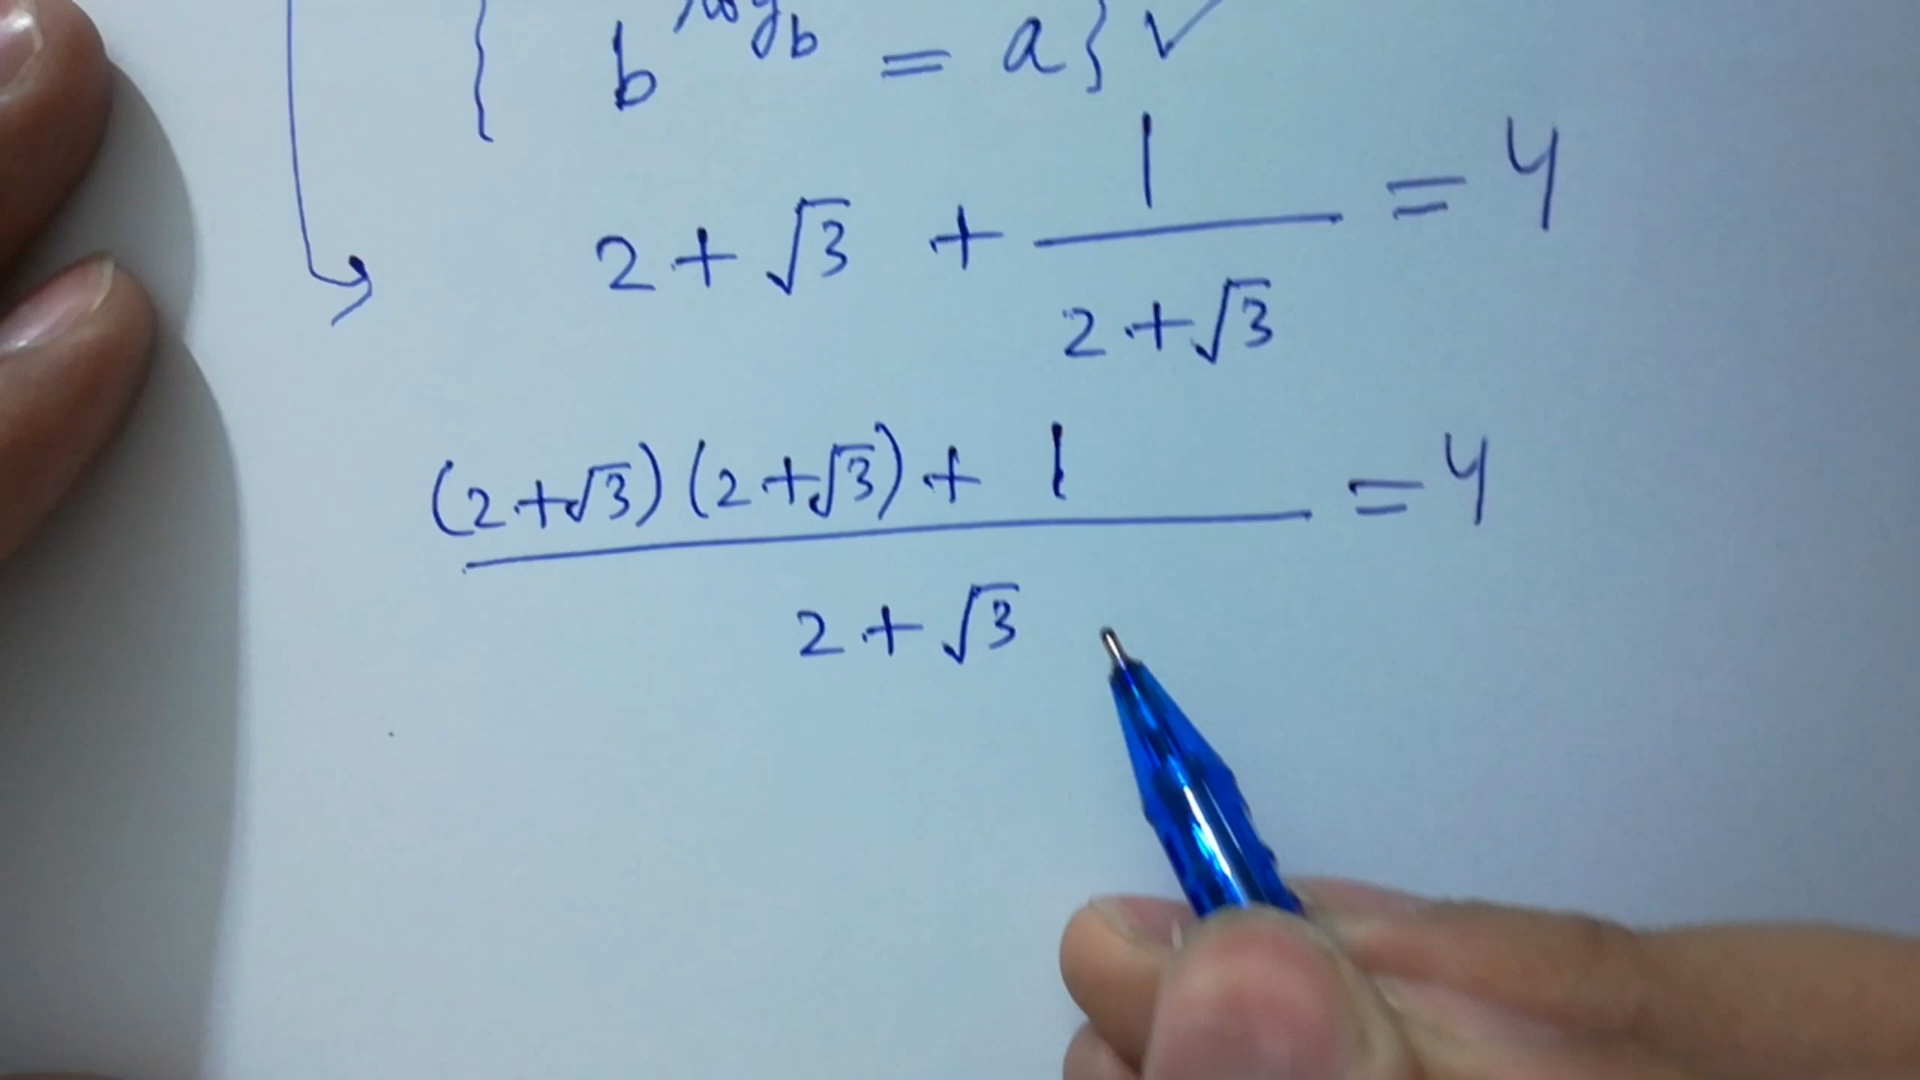 { b^log_b = a} ✓
2 + √3 + 1/(2 + √3) = 4
((2 + √3)(2 + √3) + 1)/(2 + √3) = 4